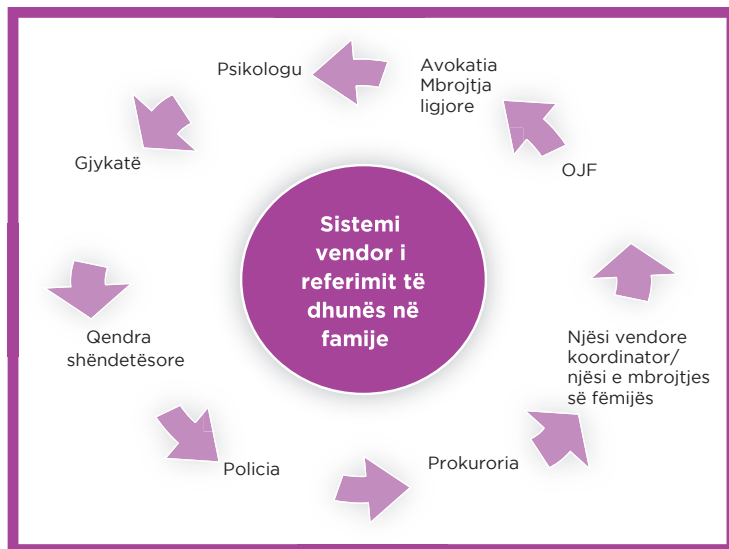 Psikologu
Avokatia
Mbrojtja
ligjore
Gjykatë
OJF
Sistemi
vendor i
referimit të
dhunës në
famije
Qendra
shëndetësore
Njësi vendore
koordinator/
njësi e mbrojtjes
së fëmijës
Policia
Prokuroria